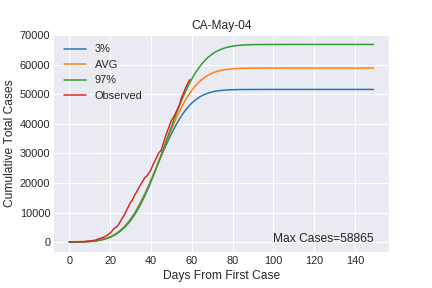 CA-May-04
70000
60000
50000
40000
30000
20000
10000
0
Cumulative Total Cases
3%
AVG
97%
Observed
Max Cases=58865
0 20 40 60 80 100 120 140
Days From First Case